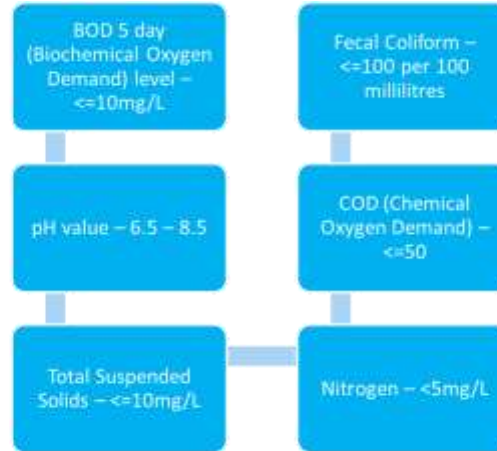 BOD 5 day
(Biochemical Oxygen
Demand) level –
<=10mg/L
pH value – 6.5 – 8.5
Total Suspended
Solids – <=10mg/L
Nitrogen – <5mg/L
COD (Chemical
Oxygen Demand) –
<=50
Fecal Coliform –
<=100 per 100
millilitres